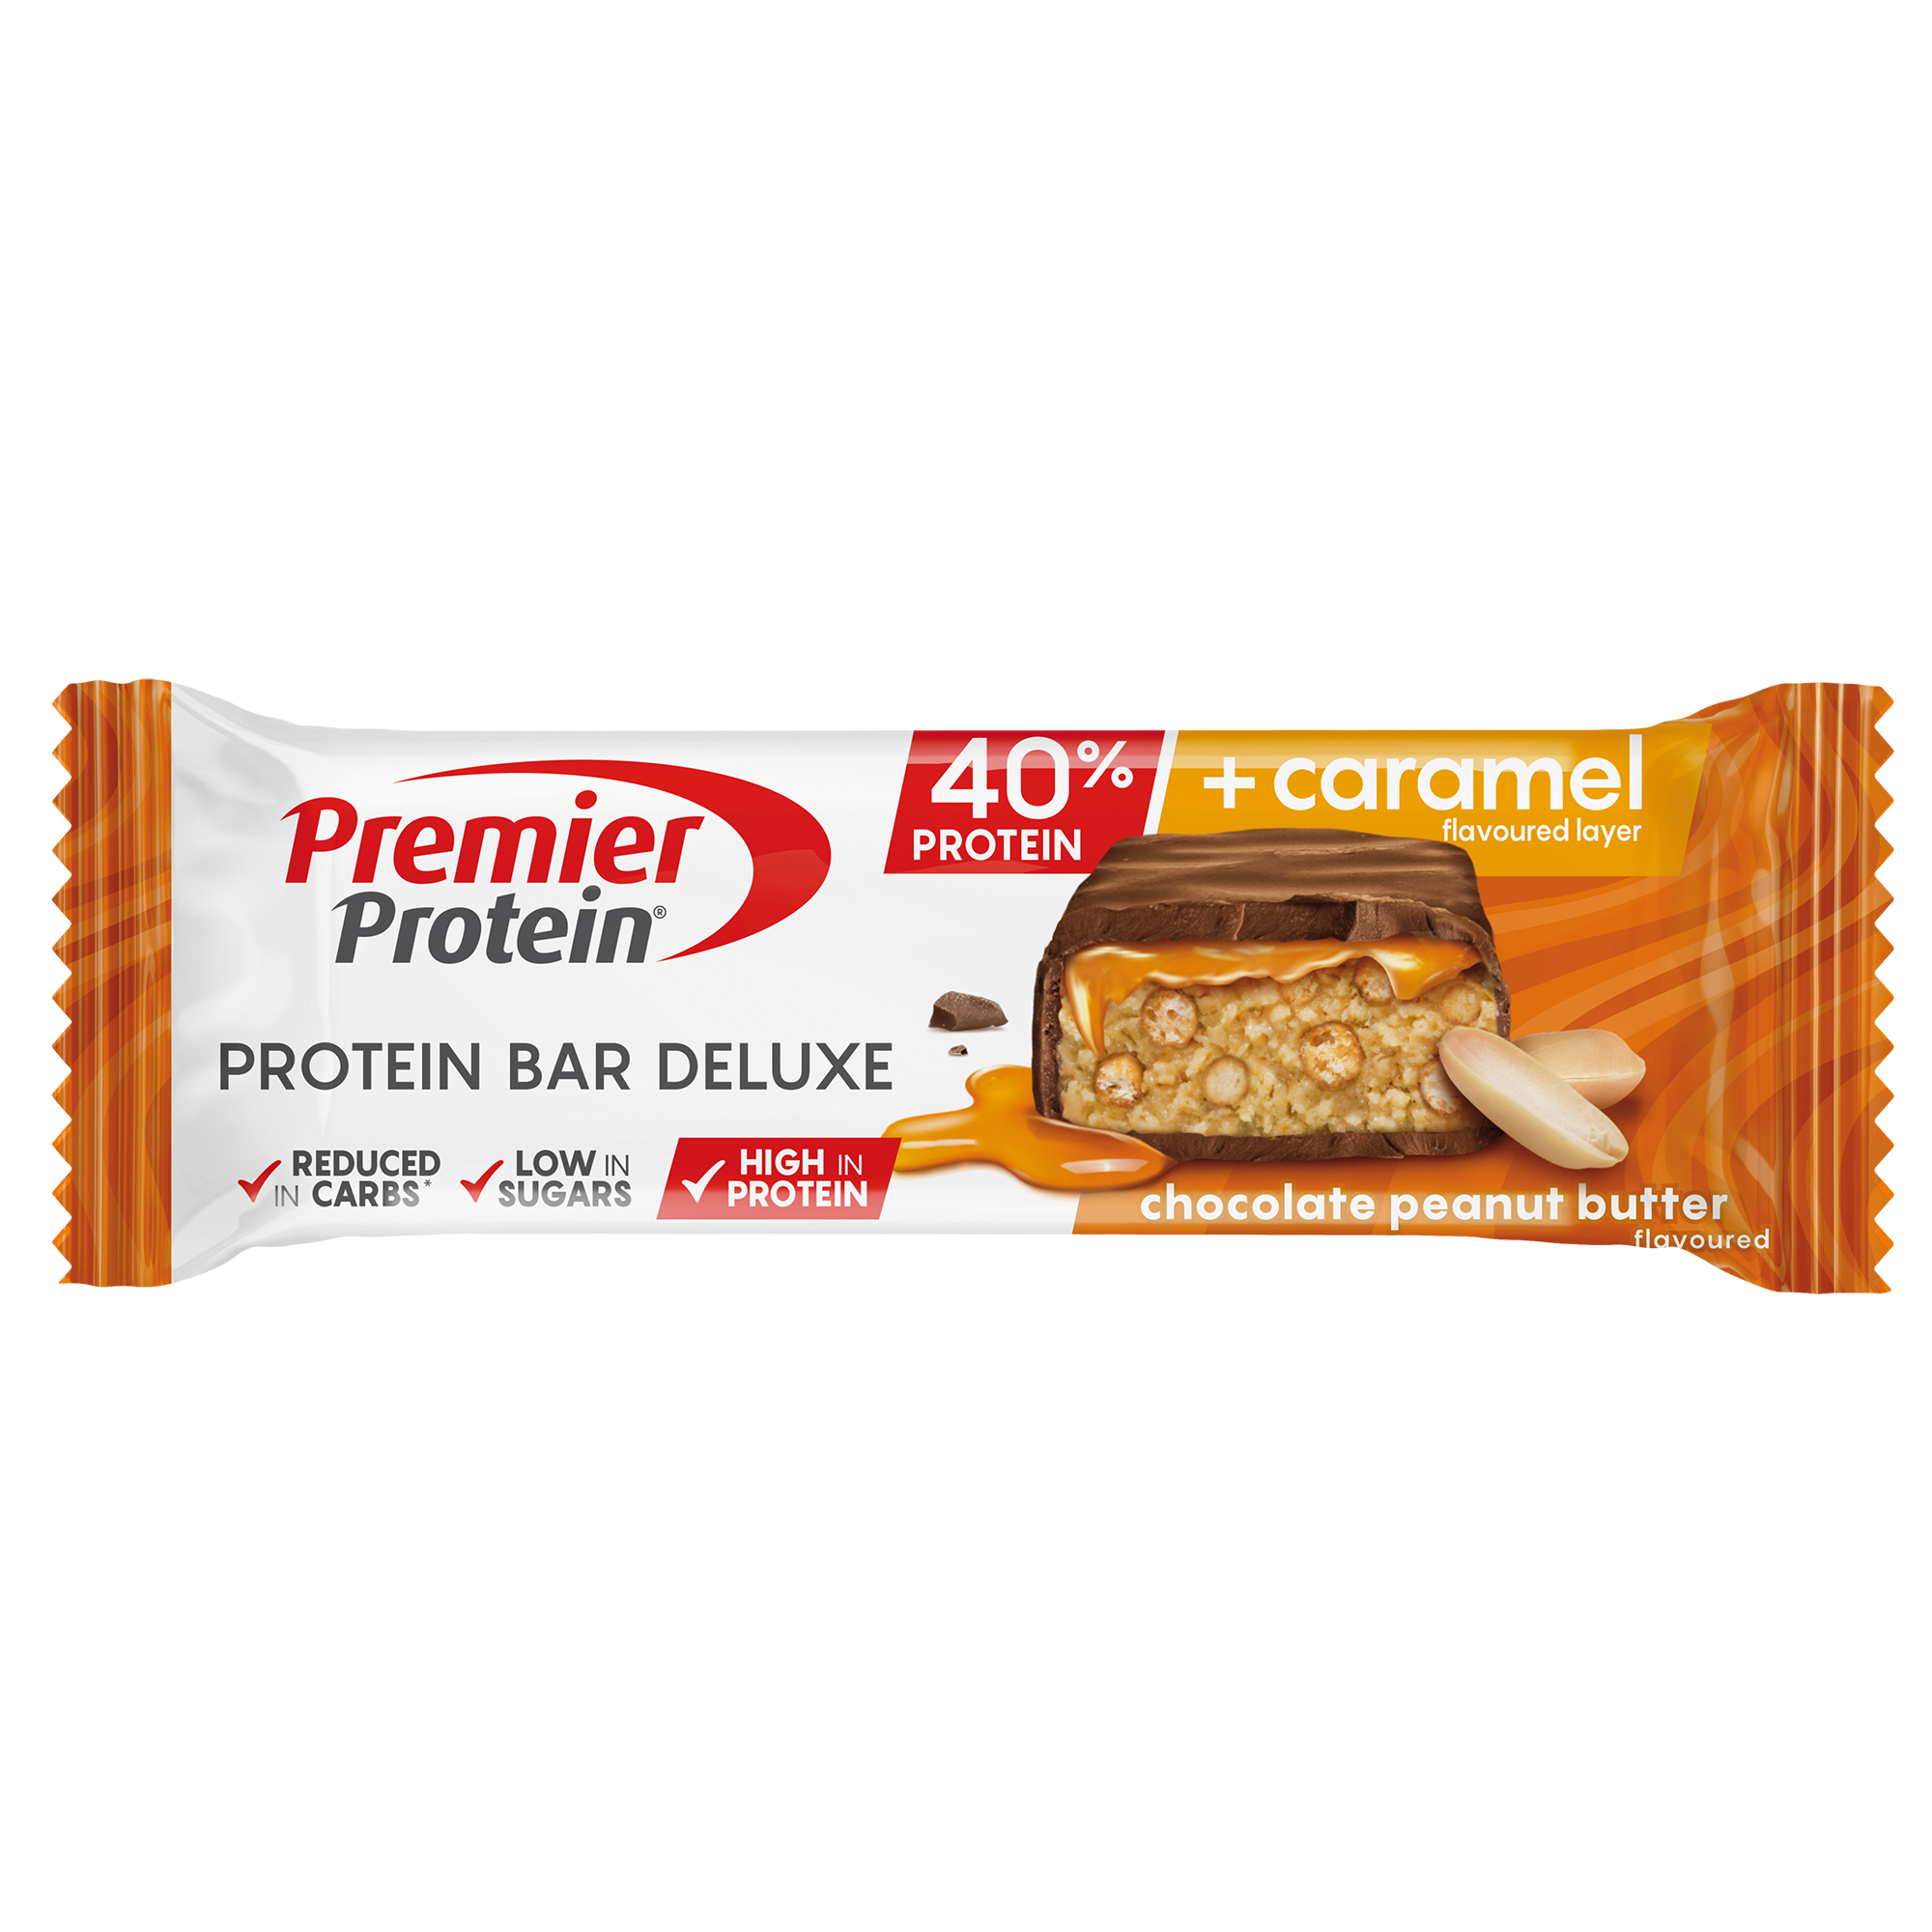 Premier
Protein®
PROTEIN BAR DELUXE
REDUCED
IN CARBS*
LOW IN
SUGARS
HIGH IN
PROTEIN
40%
PROTEIN
+caramel
flavoured layer
chocolate peanut butter
flavoured